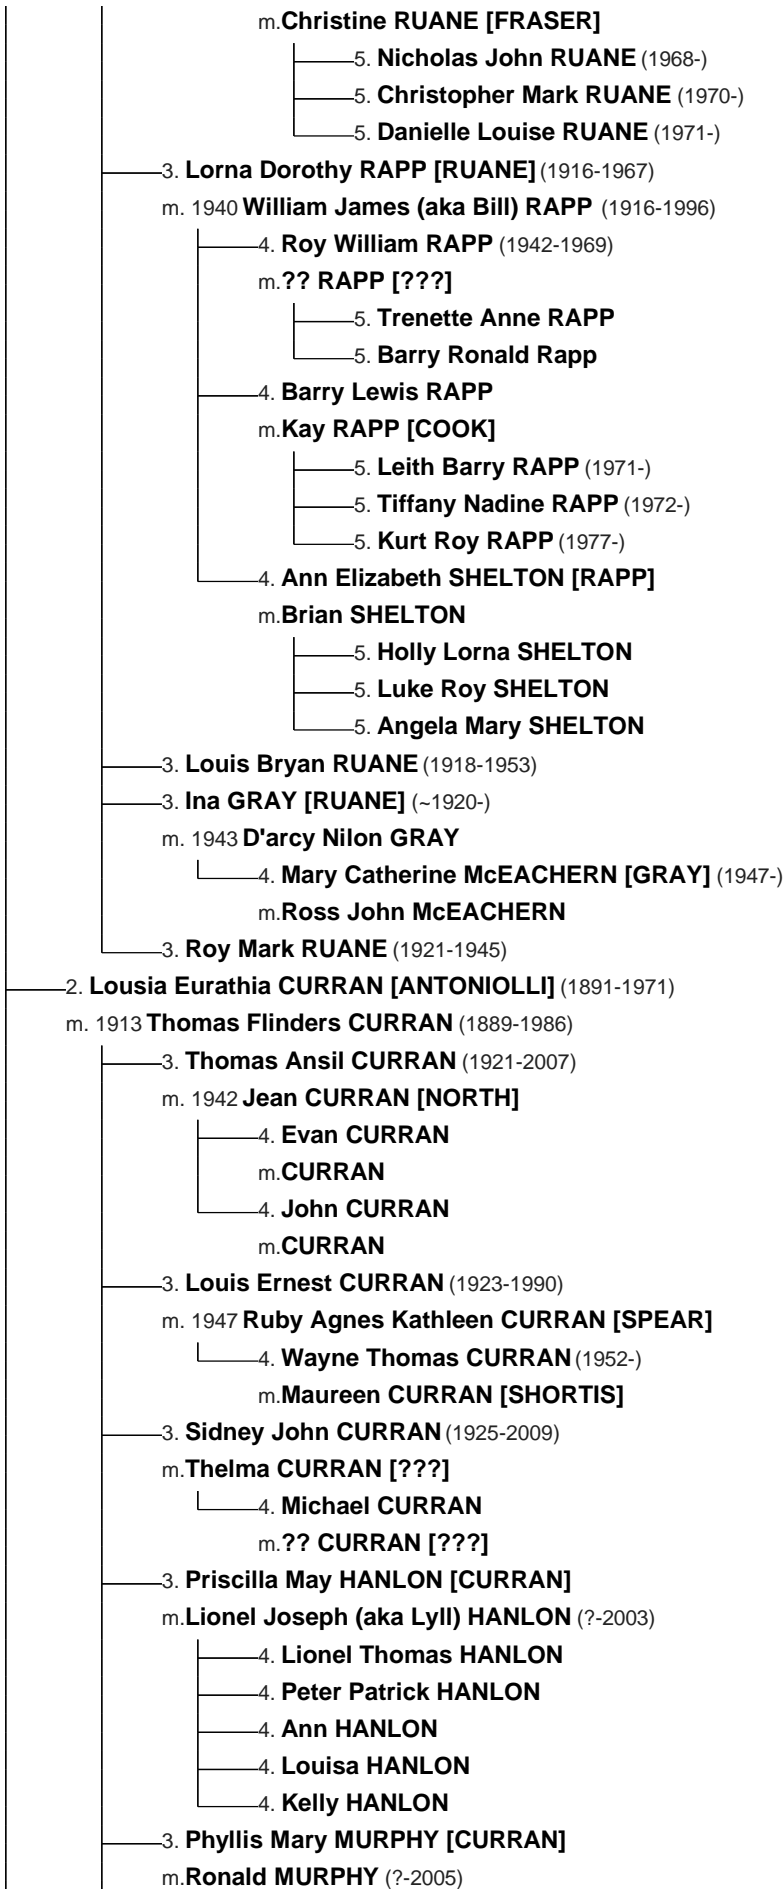 m.Christine RUANE [FRASER]
5. Nicholas John RUANE (1968-)
5. Christopher Mark RUANE (1970-)
5. Danielle Louise RUANE (1971-)
3. Lorna Dorothy RAPP [RUANE] (1916-1967)
m. 1940 William James (aka Bill) RAPP (1916-1996)
4. Roy William RAPP (1942-1969)
m.?? RAPP [???]
5. Trenette Anne RAPP
5. Barry Ronald Rapp
4. Barry Lewis RAPP
m.Kay RAPP [COOK]
5. Leith Barry RAPP (1971-)
5. Tiffany Nadine RAPP (1972-)
5. Kurt Roy RAPP (1977-)
4. Ann Elizabeth SHELTON [RAPP]
m.Brian SHELTON
5. Holly Lorna SHELTON
5. Luke Roy SHELTON
5. Angela Mary SHELTON
3. Louis Bryan RUANE (1918-1953)
3. Ina GRAY [RUANE] (~1920-)
m. 1943 D'arcy Nilon GRAY
4. Mary Catherine McEACHERN [GRAY] (1947-)
m.Ross John McEACHERN
3. Roy Mark RUANE (1921-1945)
2. Lousia Eurathia CURRAN [ANTONIOLLI] (1891-1971)
m. 1913 Thomas Flinders CURRAN (1889-1986)
3. Thomas Ansil CURRAN (1921-2007)
m. 1942 Jean CURRAN [NORTH]
4. Evan CURRAN
m.CURRAN
4. John CURRAN
m.CURRAN
3. Louis Ernest CURRAN (1923-1990)
m. 1947 Ruby Agnes Kathleen CURRAN [SPEAR]
4. Wayne Thomas CURRAN (1952-)
m.Maureen CURRAN [SHORTIS]
3. Sidney John CURRAN (1925-2009)
m.Thelma CURRAN [???]
4. Michael CURRAN
m.?? CURRAN [???]
3. Priscilla May HANLON [CURRAN]
m.Lionel Joseph (aka Lyll) HANLON (?-2003)
4. Lionel Thomas HANLON
4. Peter Patrick HANLON
4. Ann HANLON
4. Louisa HANLON
4. Kelly HANLON
3. Phyllis Mary MURPHY [CURRAN]
m.Ronald MURPHY (?-2005)